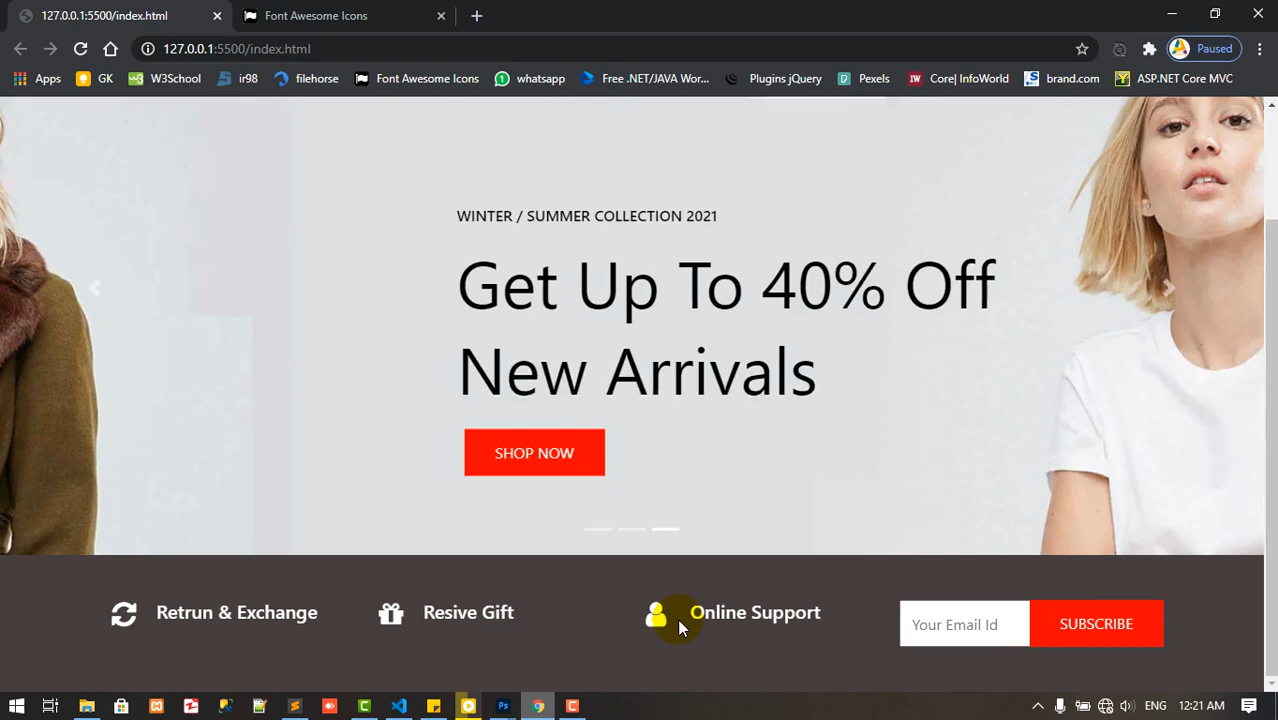 127.0.0.1:5500/index.html
Font Awesome Icons
127.0.0.1:5500/index.html
Paused
Apps
GK
W3School
ir98
filehorse
Font Awesome Icons
whatsapp
Free .NET/JAVA Wor...
Plugins jQuery
Pexels
Core| InfoWorld
brand.com
ASP.NET Core MVC
WINTER / SUMMER COLLECTION 2021
Get Up To 40% Off
New Arrivals
SHOP NOW
Retrun & Exchange
Resive Gift
Online Support
Your Email Id
SUBSCRIBE
ENG
12:21 AM